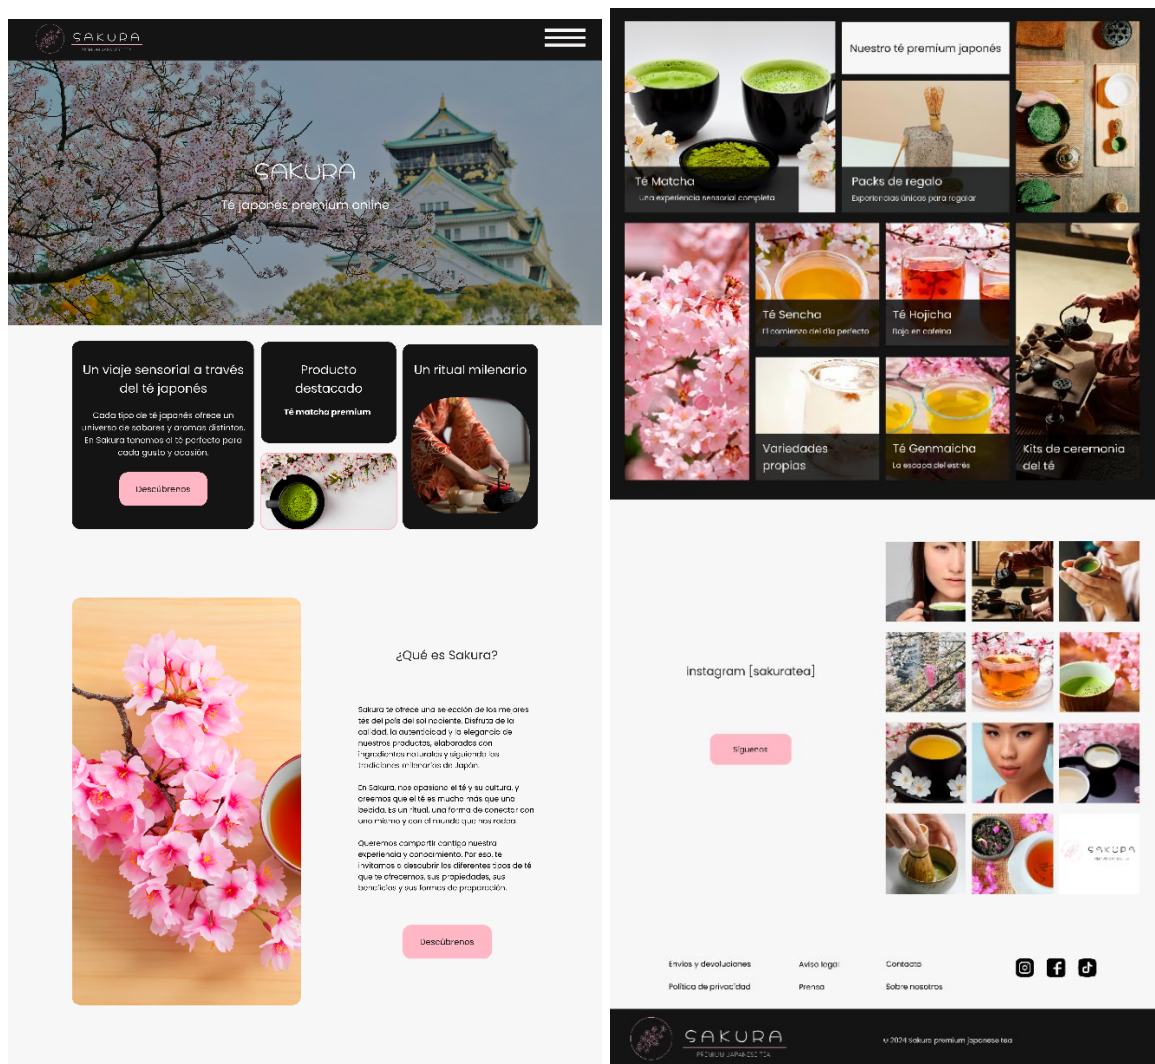 SAKURA
PREMIUM JAPANESE TEA
SAKURA
Té japonés premium online
Un viaje sensorial a través
del té japonés
Cada tipo de té japonés ofrece un
universo de sabores y aromas distintos.
En Sakura tenemos el té perfecto para
cada gusto y ocasión.
Descúbrenos
Producto
destacado
Té matcha premium
Un ritual milenario
¿Qué es Sakura?
Sakura te ofrece una selección de los mejores
tés del país del sol naciente. Disfruta de la
calidad, la autenticidad y la elegancia de
nuestros productos, elaborados con
ingredientes naturales y siguiendo las
tradiciones milenarias de Japón.
En Sakura, nos apasiona el té y su cultura, y
creemos que el té es mucho más que una
bebida. Es un ritual, una forma de conectar con
uno mismo y con el mundo que nos rodea.
Queremos compartir contigo nuestra
experiencia y conocimiento. Por eso, te
invitamos a descubrir los diferentes tipos de té
que te ofrecemos, sus propiedades, sus
beneficios y sus formas de preparación.
Descúbrenos
Nuestro té premium japonés
Té Matcha
Una experiencia sensorial completa
Packs de regalo
Experiencias únicas para regalar
Té Sencha
El comienzo del día perfecto
Té Hojicha
Bajo en cafeína
Variedades
propias
Té Genmaicha
La escapa del estrés
Kits de ceremonia
del té
instagram [sakuratea]
Síguenos
SAKURA
Envíos y devoluciones
Aviso legal
Contacto
Política de privacidad
Prensa
Sobre nosotros
SAKURA
PREMIUM JAPANESE TEA
© 2024 Sakura premium japonese tea